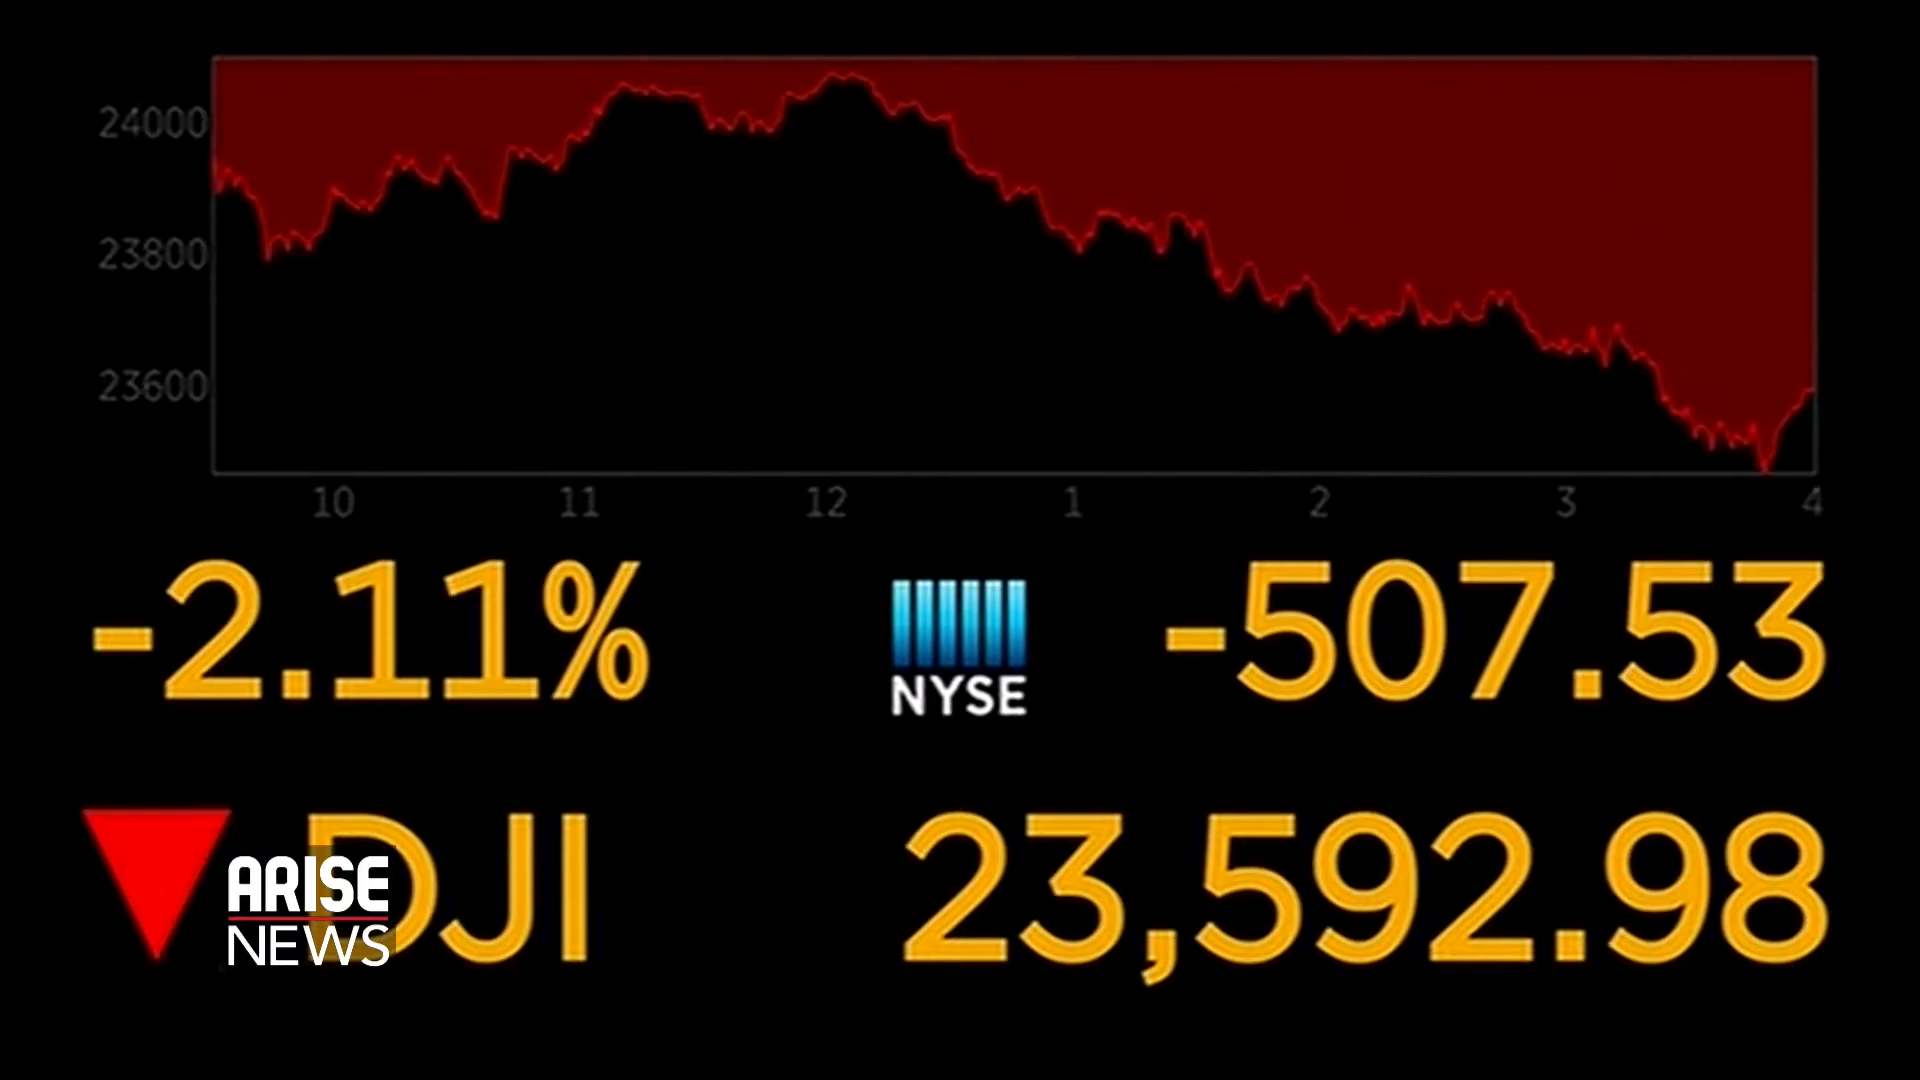 24000
23800
23600
10 11 12 1 2 3 4
-2.11% NYSE -507.53
DJI 23,592.98
ARISE
NEWS